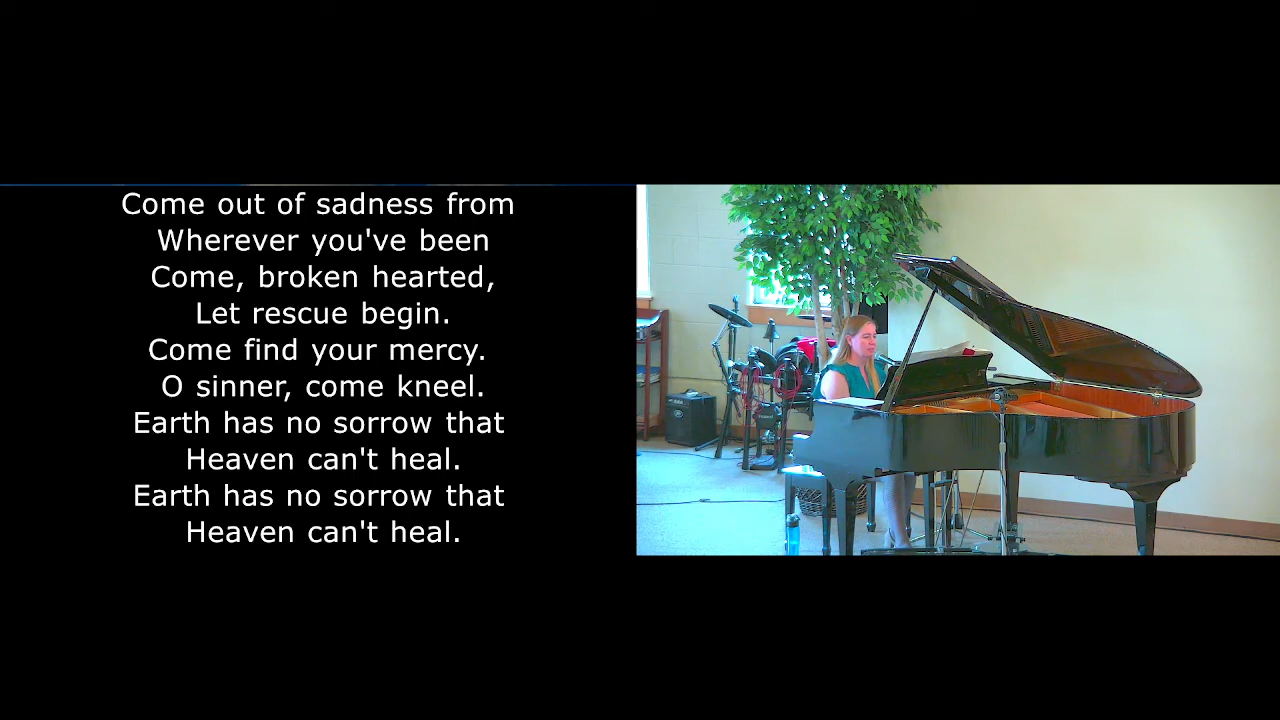 Come out of sadness from
Wherever you've been
Come, broken hearted,
Let rescue begin.
Come find your mercy.
O sinner, come kneel.
Earth has no sorrow that
Heaven can't heal.
Earth has no sorrow that
Heaven can't heal.